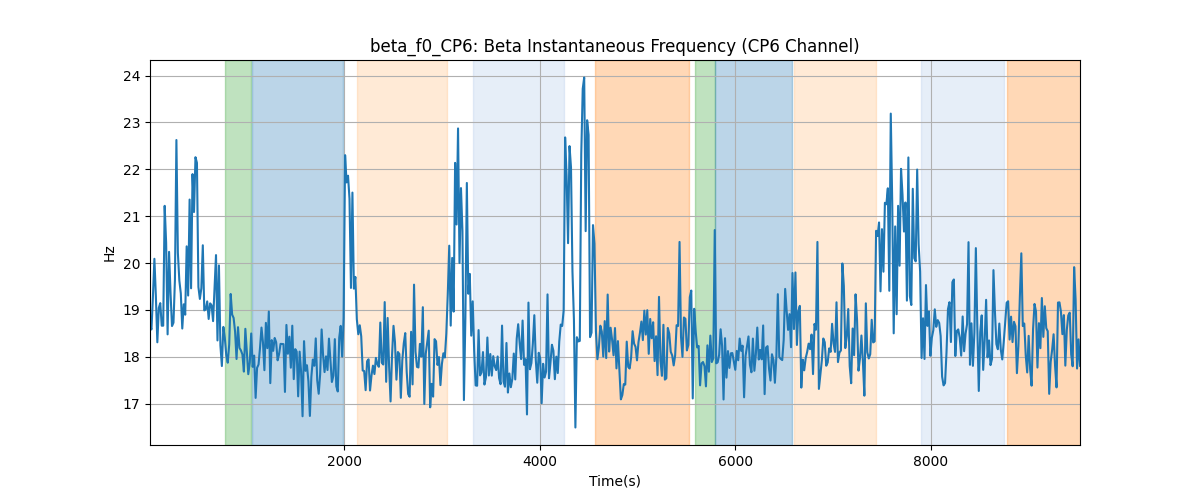 beta_f0_CP6: Beta Instantaneous Frequency (CP6 Channel)
24
23
22
21
20
19
18
17
Hz
2000 4000 6000 8000
Time(s)